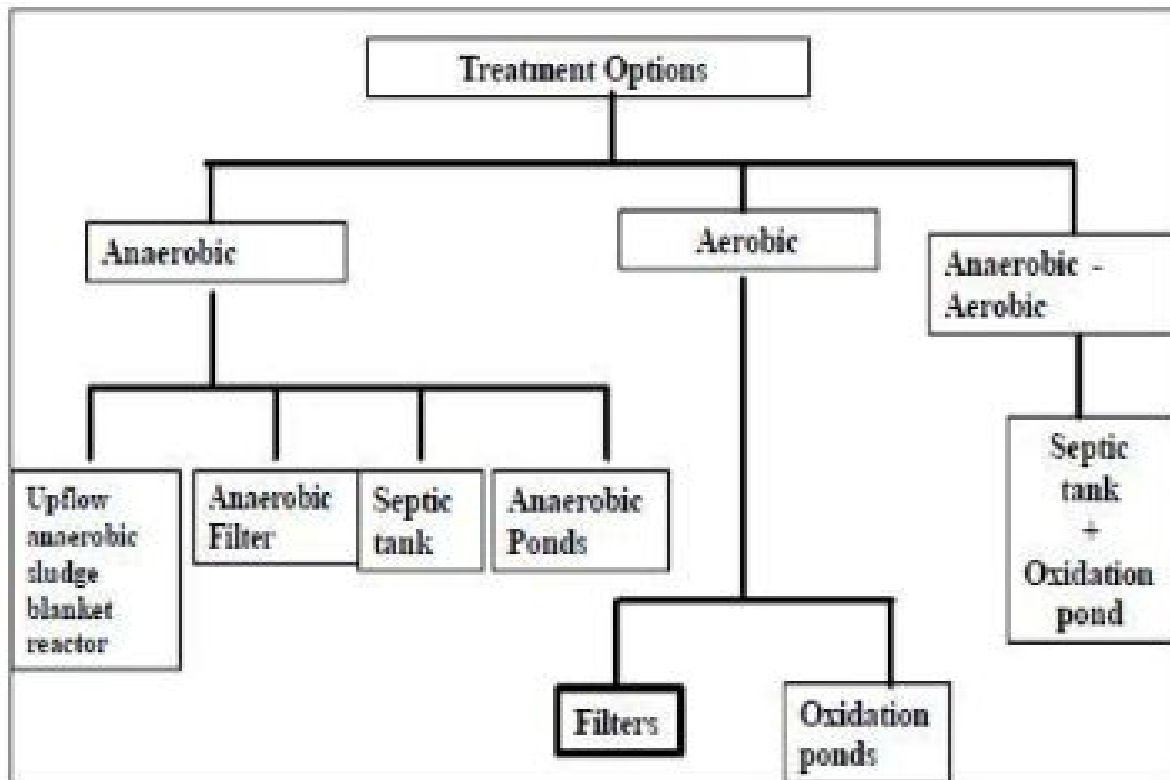 Treatment Options
Anaerobic
Aerobic
Anaerobic -
Aerobic
Upflow
anaerobic
sludge
blanket
reactor
Anaerobic
Filter
Septic
tank
Anaerobic
Ponds
Septic
tank
+
Oxidation
pond
Filters
Oxidation
ponds